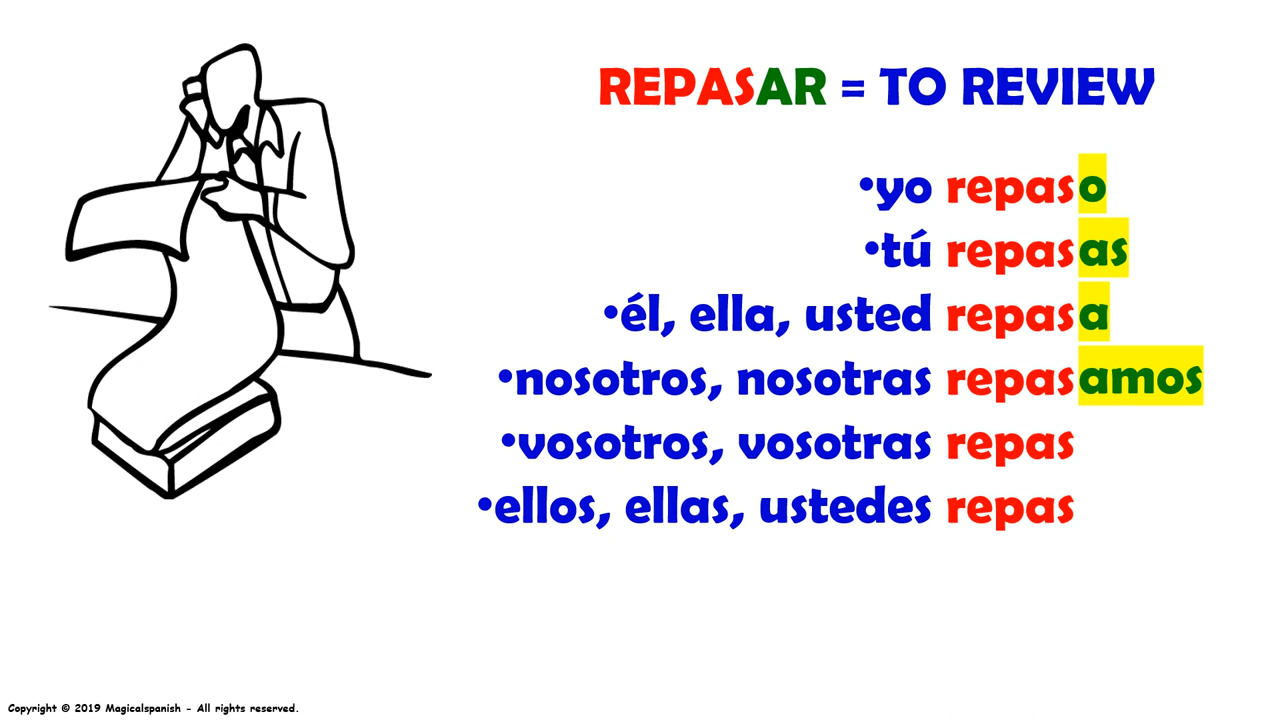 REPASAR = TO REVIEW
•yo repaso
•tú repasas
•él, ella, usted repasa
•nosotros, nosotras repasamos
•vosotros, vosotras repas
•ellos, ellas, ustedes repas
Copyright © 2019 Magicalspanish - All rights reserved.